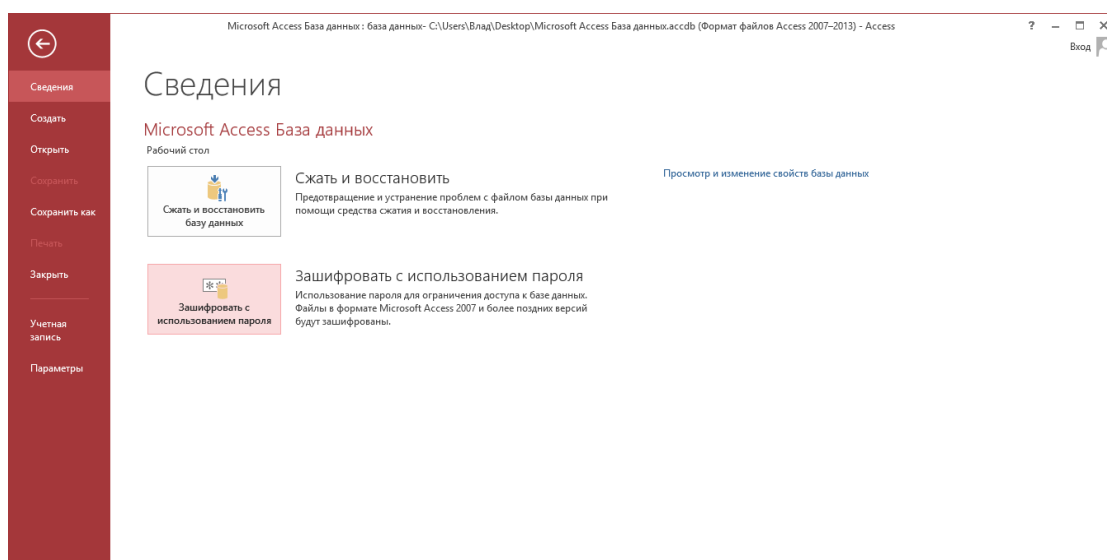 Microsoft Access База данных : база данных- C:\Users\Влад\Desktop\Microsoft Access База данных.accdb (Формат файлов Access 2007–2013) - Access
?
Вход
Сведения
Создать
Открыть
Сохранить
Сохранить как
Печать
Закрыть
Учетная
запись
Параметры
Сведения
Microsoft Access База данных
Рабочий стол
Сжать и восстановить
базу данных
Сжать и восстановить
Предотвращение и устранение проблем с файлом базы данных при
помощи средства сжатия и восстановления.
Зашифровать с
использованием пароля
Зашифровать с использованием пароля
Использование пароля для ограничения доступа к базе данных.
Файлы в формате Microsoft Access 2007 и более поздних версий
будут зашифрованы.
Просмотр и изменение свойств базы данных